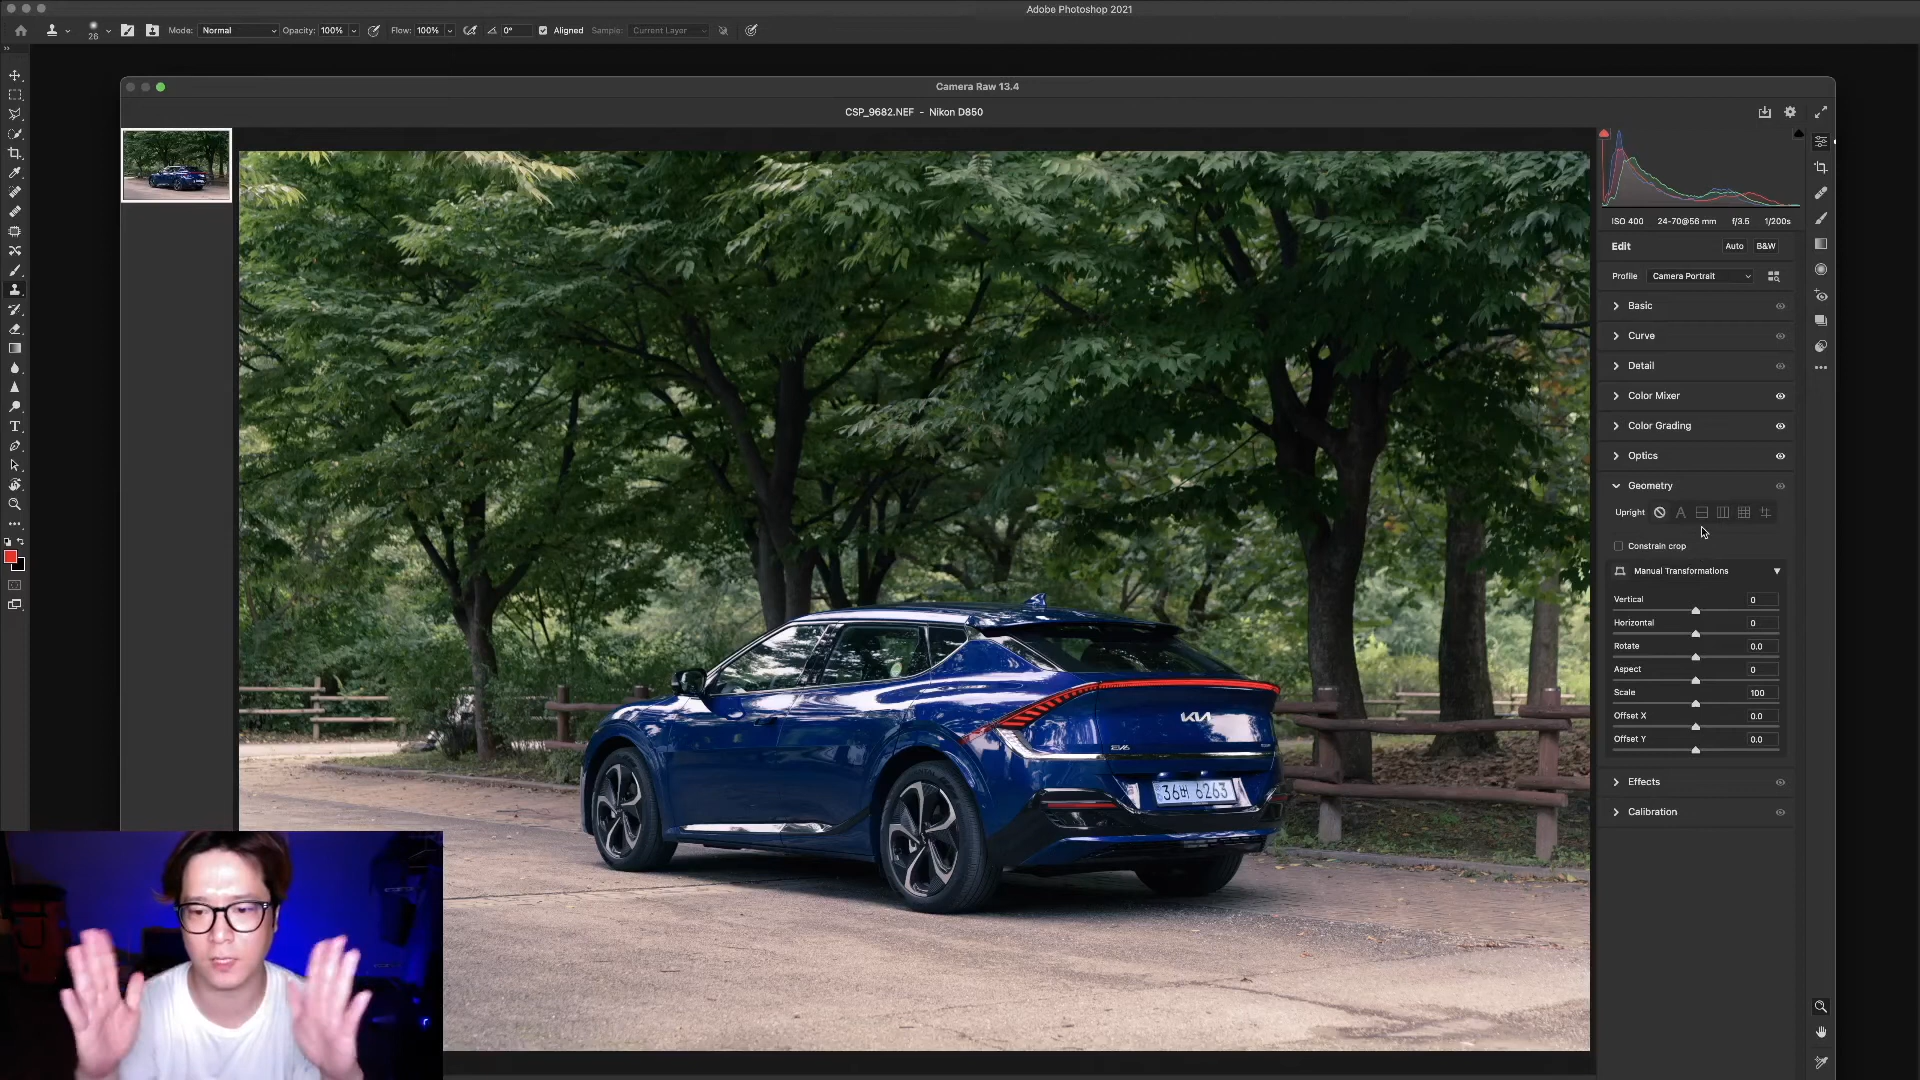 Adobe Photoshop 2021
26
Mode: Normal
Opacity: 100%
Flow: 100%
0°
Aligned
Sample: Current Layer
Camera Raw 13.4
CSP_9682.NEF - Nikon D850
ISO 400 24-70@56 mm f/3.5 1/200s
Edit
Auto
B&W
Profile Camera Portrait
Basic
Curve
Detail
Color Mixer
Color Grading
Optics
Geometry
Upright
A
Constrain crop
Manual Transformations
Vertical 0
Horizontal 0
Rotate 0.0
Aspect 0
Scale 100
Offset X 0.0
Offset Y 0.0
Effects
Calibration
KIA
EV6
36버 6263
T